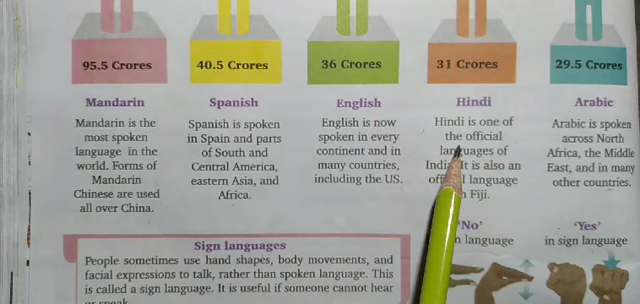 95.5 Crores
40.5 Crores
36 Crores
31 Crores
29.5 Crores
Mandarin
Mandarin is the
most spoken
language in the
world. Forms of
Mandarin
Chinese are used
all over China.
Spanish
Spanish is spoken
in Spain and parts
of South and
Central America,
eastern Asia, and
Africa.
English
English is now
spoken in every
continent and in
many countries,
including the US.
Hindi
Hindi is one of
the official
languages of
It is also an
language
Fiji.
Arabic
Arabic is spoken
across North
Africa, the Middle
East, and in many
other countries.
Sign languages
People sometimes use hand shapes, body movements, and
facial expressions to talk, rather than spoken language. This
is called a sign language. It is useful if someone cannot hear
or speak
'No'
language
'Yes'
in sign language